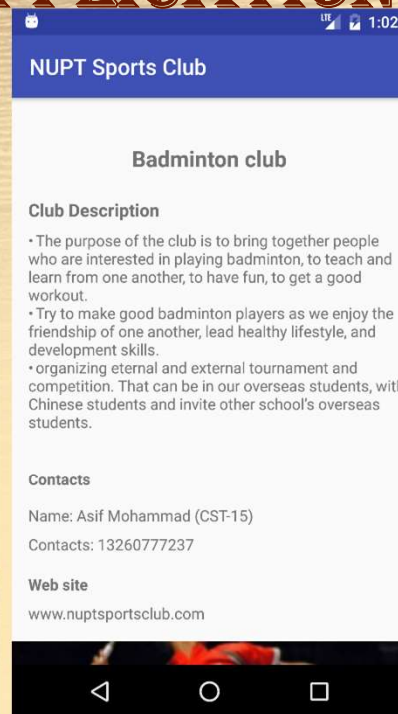 PPLICATION
LTE 1:02
NUPT Sports Club
Badminton club
Club Description
• The purpose of the club is to bring together people
who are interested in playing badminton, to teach and
learn from one another, to have fun, to get a good
workout.
• Try to make good badminton players as we enjoy the
friendship of one another, lead healthy lifestyle, and
development skills.
• organizing eternal and external tournament and
competition. That can be in our overseas students, with
Chinese students and invite other school's overseas
students.
Contacts
Name: Asif Mohammad (CST-15)
Contacts: 13260777237
Web site
www.nuptsportsclub.com